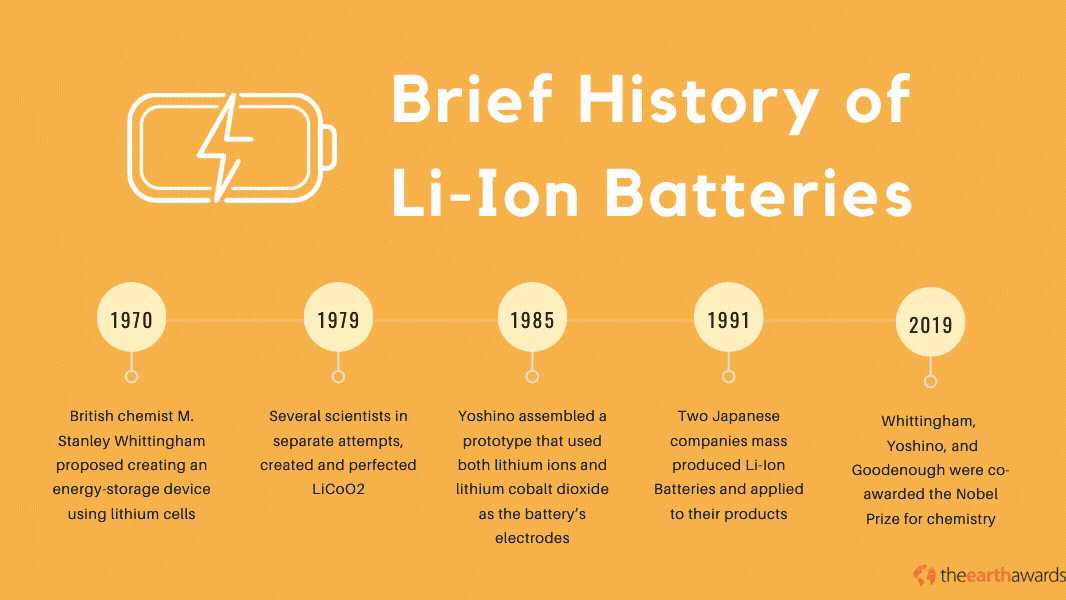 Brief History of
Li-Ion Batteries
1970
British chemist M.
Stanley Whittingham
proposed creating an
energy-storage device
using lithium cells
1979
Several scientists in
separate attempts,
created and perfected
LiCoO2
1985
Yoshino assembled a
prototype that used
both lithium ions and
lithium cobalt dioxide
as the battery's
electrodes
1991
Two Japanese
companies mass
produced Li-Ion
Batteries and applied
to their products
2019
Whittingham,
Yoshino, and
Goodenough were co-
awarded the Nobel
Prize for chemistry
theearthawards